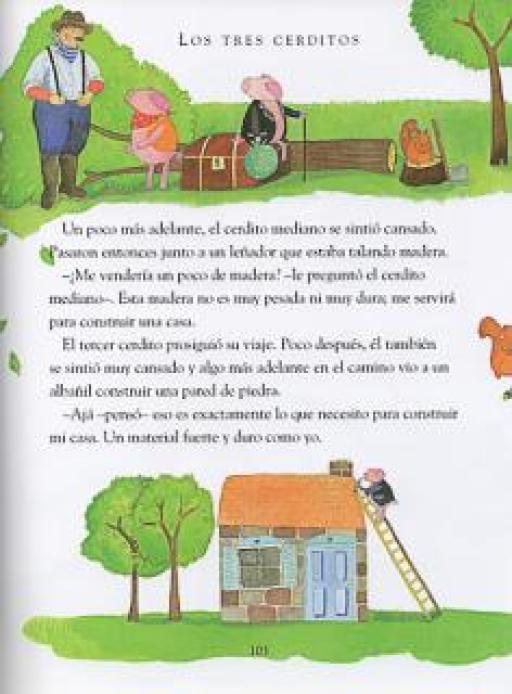 LOS TRES CERDITOS
Un poco más adelante, el cerdito mediano se sintió cansado.
Pasaron entonces junto a un leñador que estaba talando madera.
–¿Me vendería un poco de madera? –le preguntó el cerdito
mediano–. Esta madera no es muy pesada ni muy dura; me servirá
para construir una casa.
El tercer cerdito prosiguió su viaje. Poco después, él también
se sintió muy cansado y algo más adelante en el camino vio a un
albañil construir una pared de piedra.
–Ajá –pensó– eso es exactamente lo que necesito para construir
mi casa. Un material fuerte y duro como yo.
101